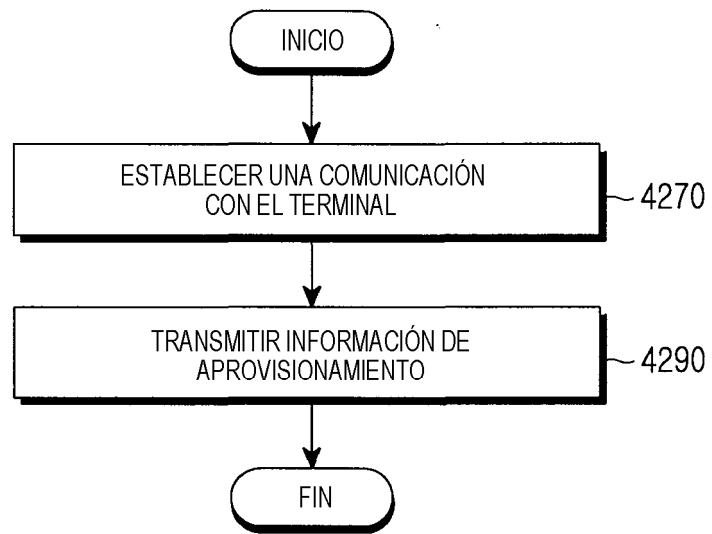 INICIO
ESTABLECER UNA COMUNICACIÓN
CON EL TERMINAL
4270
TRANSMITIR INFORMACIÓN DE
APROVISIONAMIENTO
4290
FIN